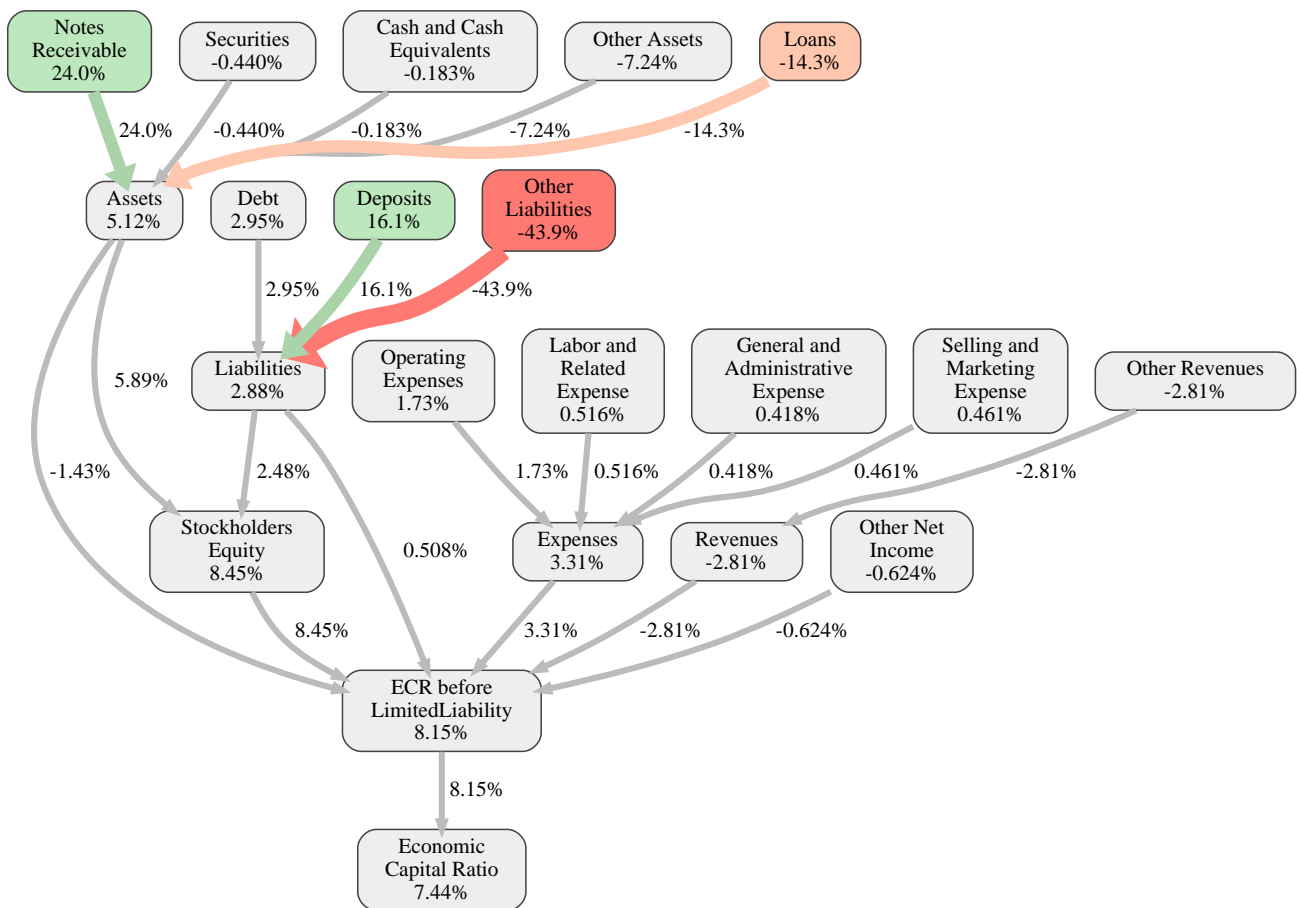 Notes
Receivable
24.0%
Securities
-0.440%
Cash and Cash
Equivalents
-0.183%
Other Assets
-7.24%
Loans
-14.3%
24.0%
-0.440%
-0.183%
-7.24%
-14.3%
Assets
5.12%
Debt
2.95%
Deposits
16.1%
Other
Liabilities
-43.9%
2.95%
16.1%
-43.9%
Liabilities
2.88%
Operating
Expenses
1.73%
Labor and
Related
Expense
0.516%
General and
Administrative
Expense
0.418%
Selling and
Marketing
Expense
0.461%
Other Revenues
-2.81%
5.89%
-1.43%
2.48%
1.73%
0.516%
0.418%
0.461%
-2.81%
Stockholders
Equity
8.45%
0.508%
Expenses
3.31%
Revenues
-2.81%
Other Net
Income
-0.624%
8.45%
3.31%
-2.81%
-0.624%
ECR before
LimitedLiability
8.15%
8.15%
Economic
Capital Ratio
7.44%